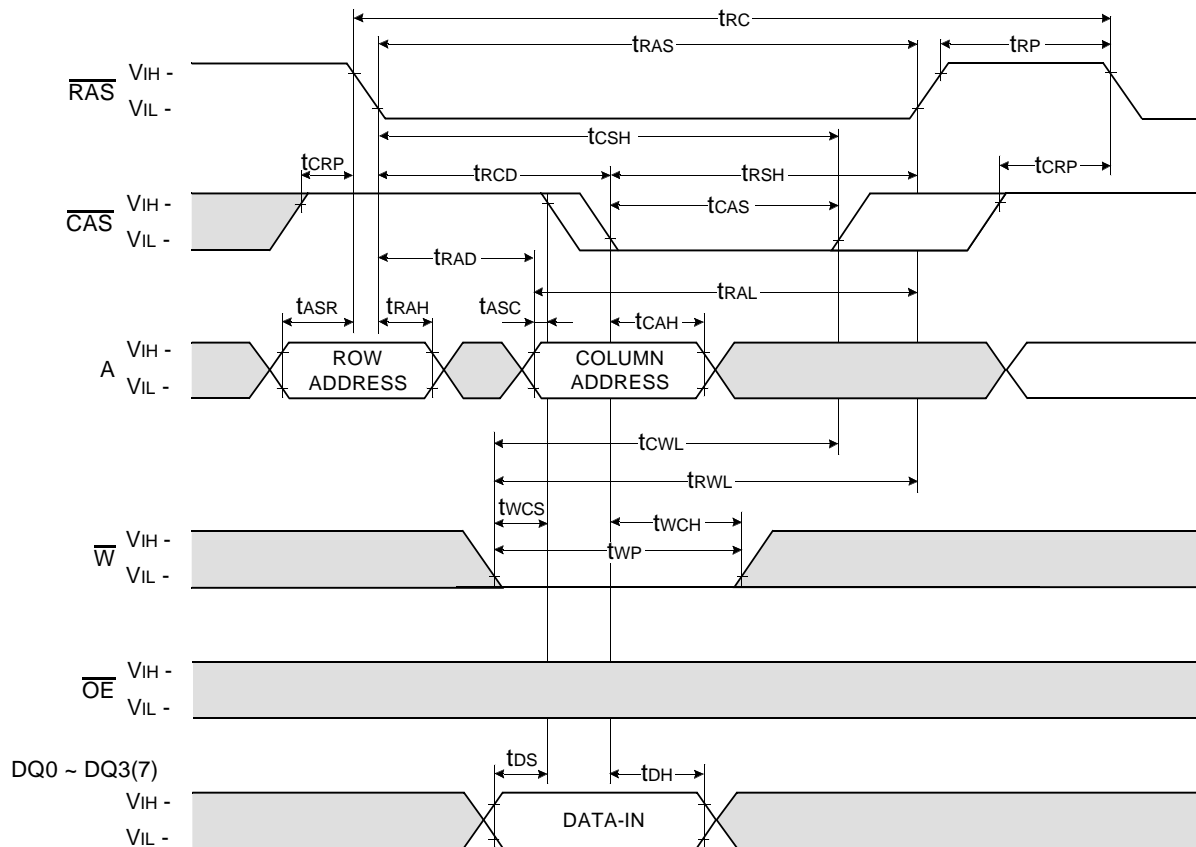 tRC
tRAS
tRP
RAS
VIH -
VIL -
tCSH
tCRP
tRCD
tRSH
tCRP
CAS
VIH -
VIL -
tCAS
tRAD
tRAL
tASR
tRAH
tASC
tCAH
A
VIH -
VIL -
ROW
ADDRESS
COLUMN
ADDRESS
tCWL
tRWL
tWCS
tWCH
W
VIH -
VIL -
tWP
OE
VIH -
VIL -
tDS
tDH
DQ0 ~ DQ3(7)
VIH -
VIL -
DATA-IN